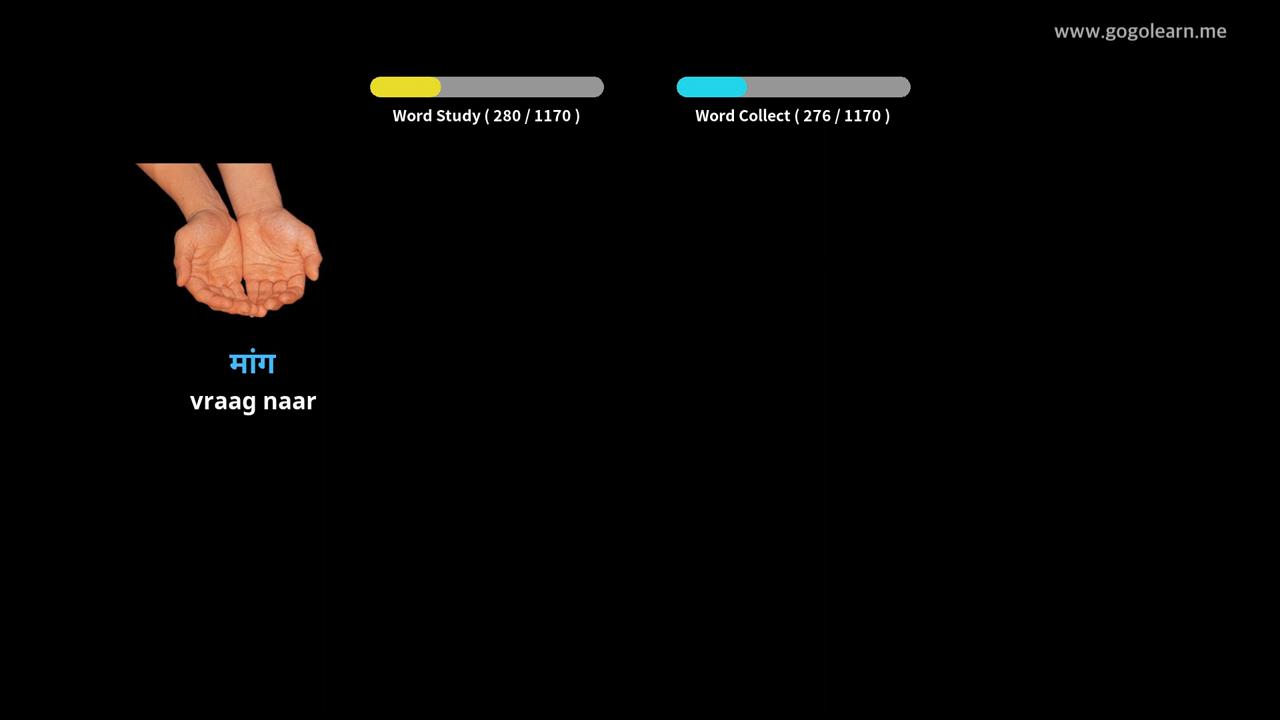 www.gogolearn.me
Word Study ( 280 / 1170 )
Word Collect ( 276 / 1170 )
मांग
vraag naar